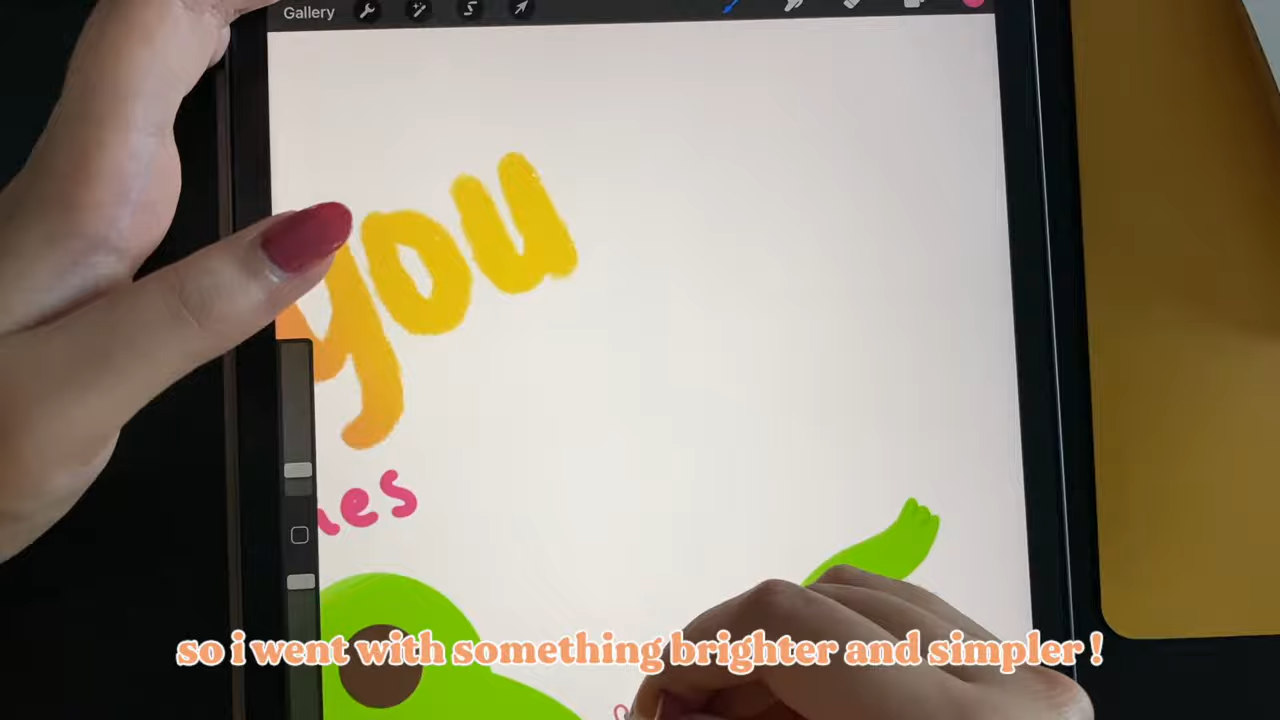 Gallery
you
es
so i went with something brighter and simpler !